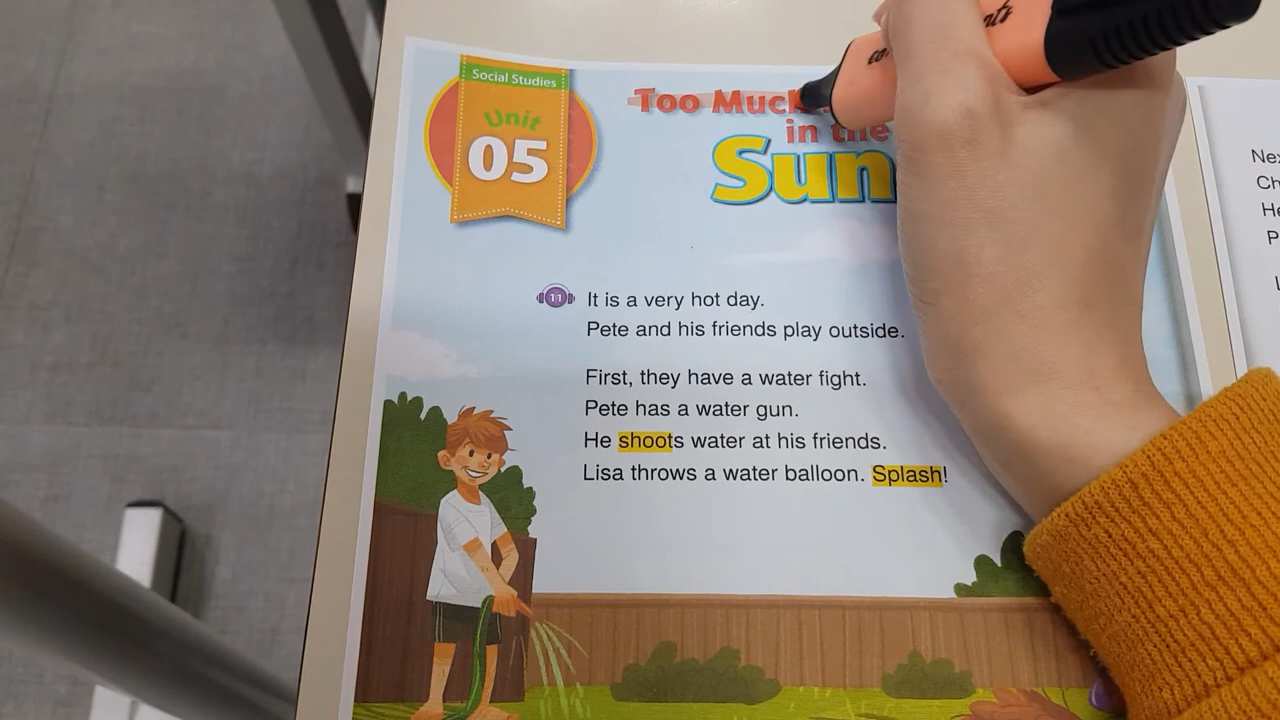 Social Studies
Unit
05
Too Much
in the
Sun
11
It is a very hot day.
Pete and his friends play outside.
First, they have a water fight.
Pete has a water gun.
He shoots water at his friends.
Lisa throws a water balloon. Splash!